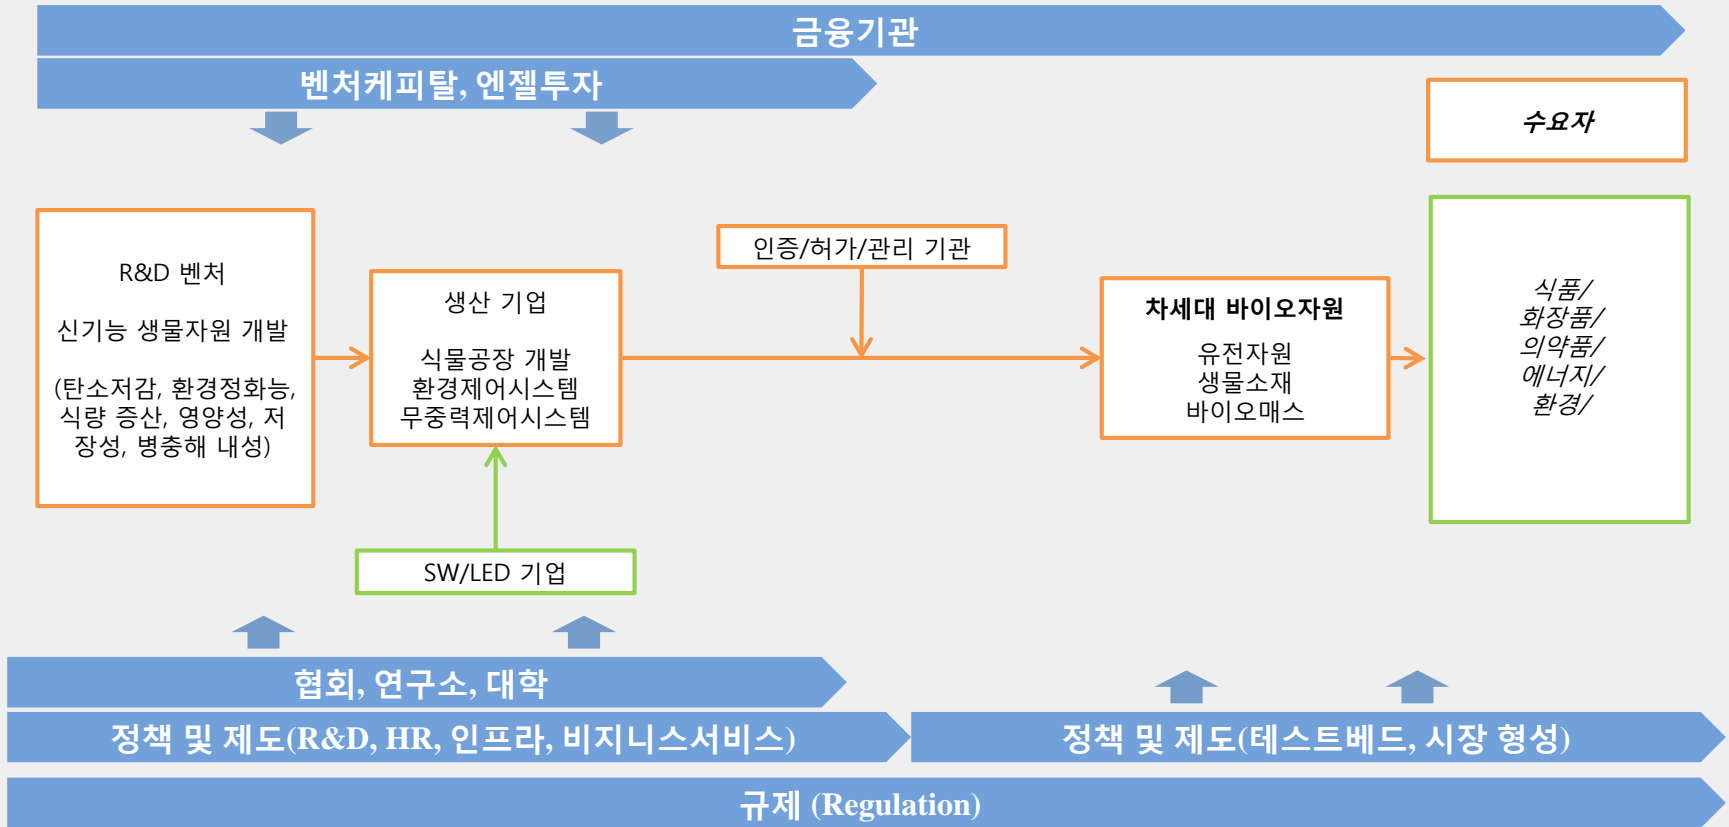 금융기관
벤처케피탈, 엔젤투자
수요자
R&D 벤처
신기능 생물자원 개발
(탄소저감, 환경정화능,
식량 증산, 영양성, 저
장성, 병충해 내성)
생산 기업
식물공장 개발
환경제어시스템
무중력제어시스템
인증/허가/관리 기관
차세대 바이오자원
유전자원
생물소재
바이오매스
식품/
화장품/
의약품/
에너지/
환경/
SW/LED 기업
협회, 연구소, 대학
정책 및 제도(R&D, HR, 인프라, 비지니스서비스)
정책 및 제도(테스트베드, 시장 형성)
규제 (Regulation)